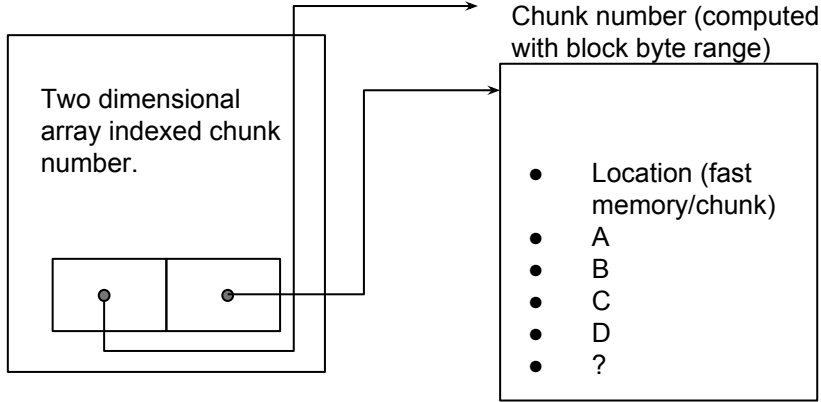 Chunk number (computed
with block byte range)
Two dimensional
array indexed chunk
number.
● Location (fast
memory/chunk)
● A
● B
● C
● D
● ?